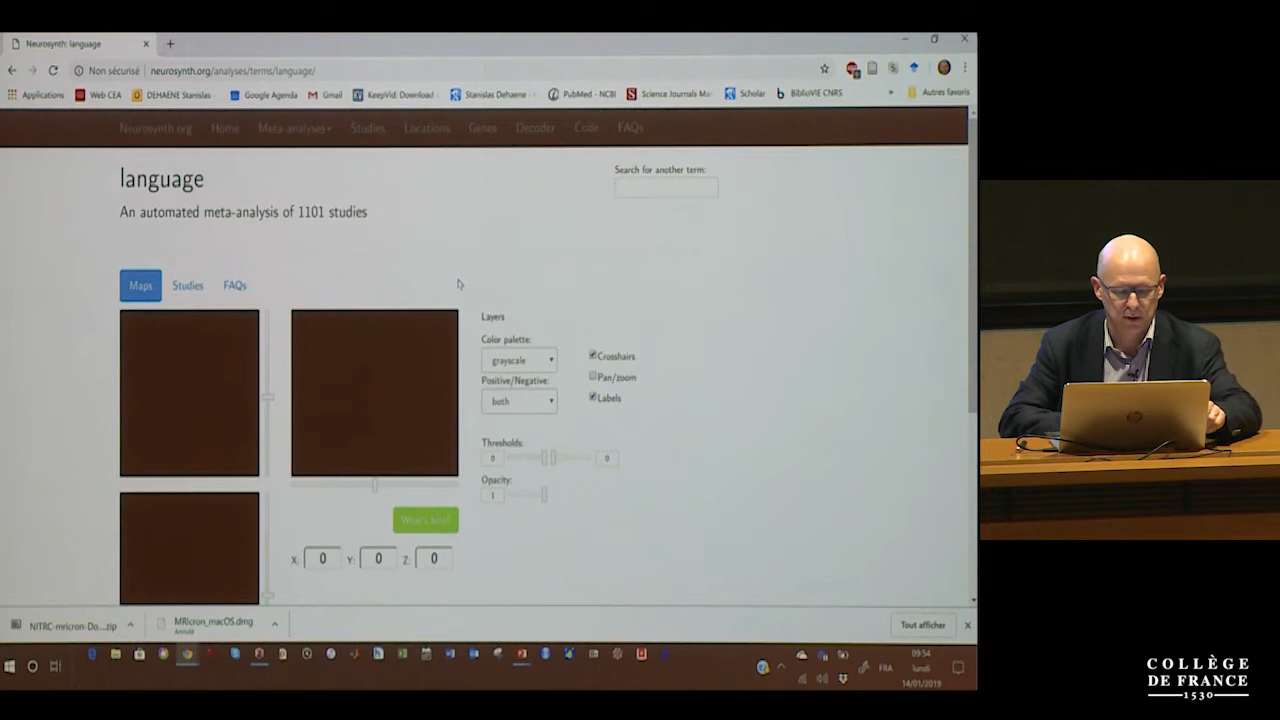 Neurosynth: language
Non sécurisé
neurosynth.org/analyses/terms/language/
Applications
Web CEA
DEHAENE Stanislas
Google Agenda
Gmail
KeepVid: Download
Stanislas Dehaene -
PubMed - NCBI
Science Journals Ma
Scholar
BiblioVIE CNRS
»
Autres favoris
Neurosynth.org
Home
Meta-analyses
Studies
Locations
Genes
Decoder
Code
FAQs
language
Search for another term:
An automated meta-analysis of 1101 studies
Maps
Studies
FAQs
Layers
Color palette:
grayscale
Crosshairs
Positive/Negative:
Pan/zoom
both
Labels
Thresholds:
0
0
Opacity:
1
What's here?
X: 0 Y: 0 Z: 0
NITRC-mricron-Do...zip
MRIcron_macOS.dmg
Annulé
Tout afficher
FRA
09:54
lundi
14/01/2019
COLLÈGE
DE FRANCE
1530